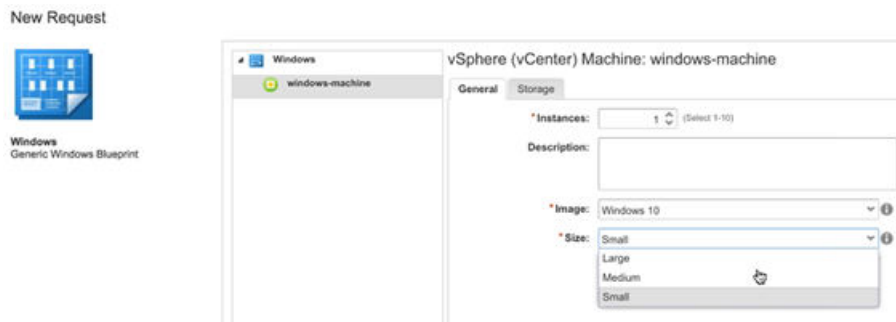 New Request
Windows
Generic Windows Blueprint
Windows
windows-machine
vSphere (vCenter) Machine: windows-machine
General Storage
*Instances: 1 (Select 1-10)
Description:
*Image: Windows 10
*Size: Small
Large
Medium
Small